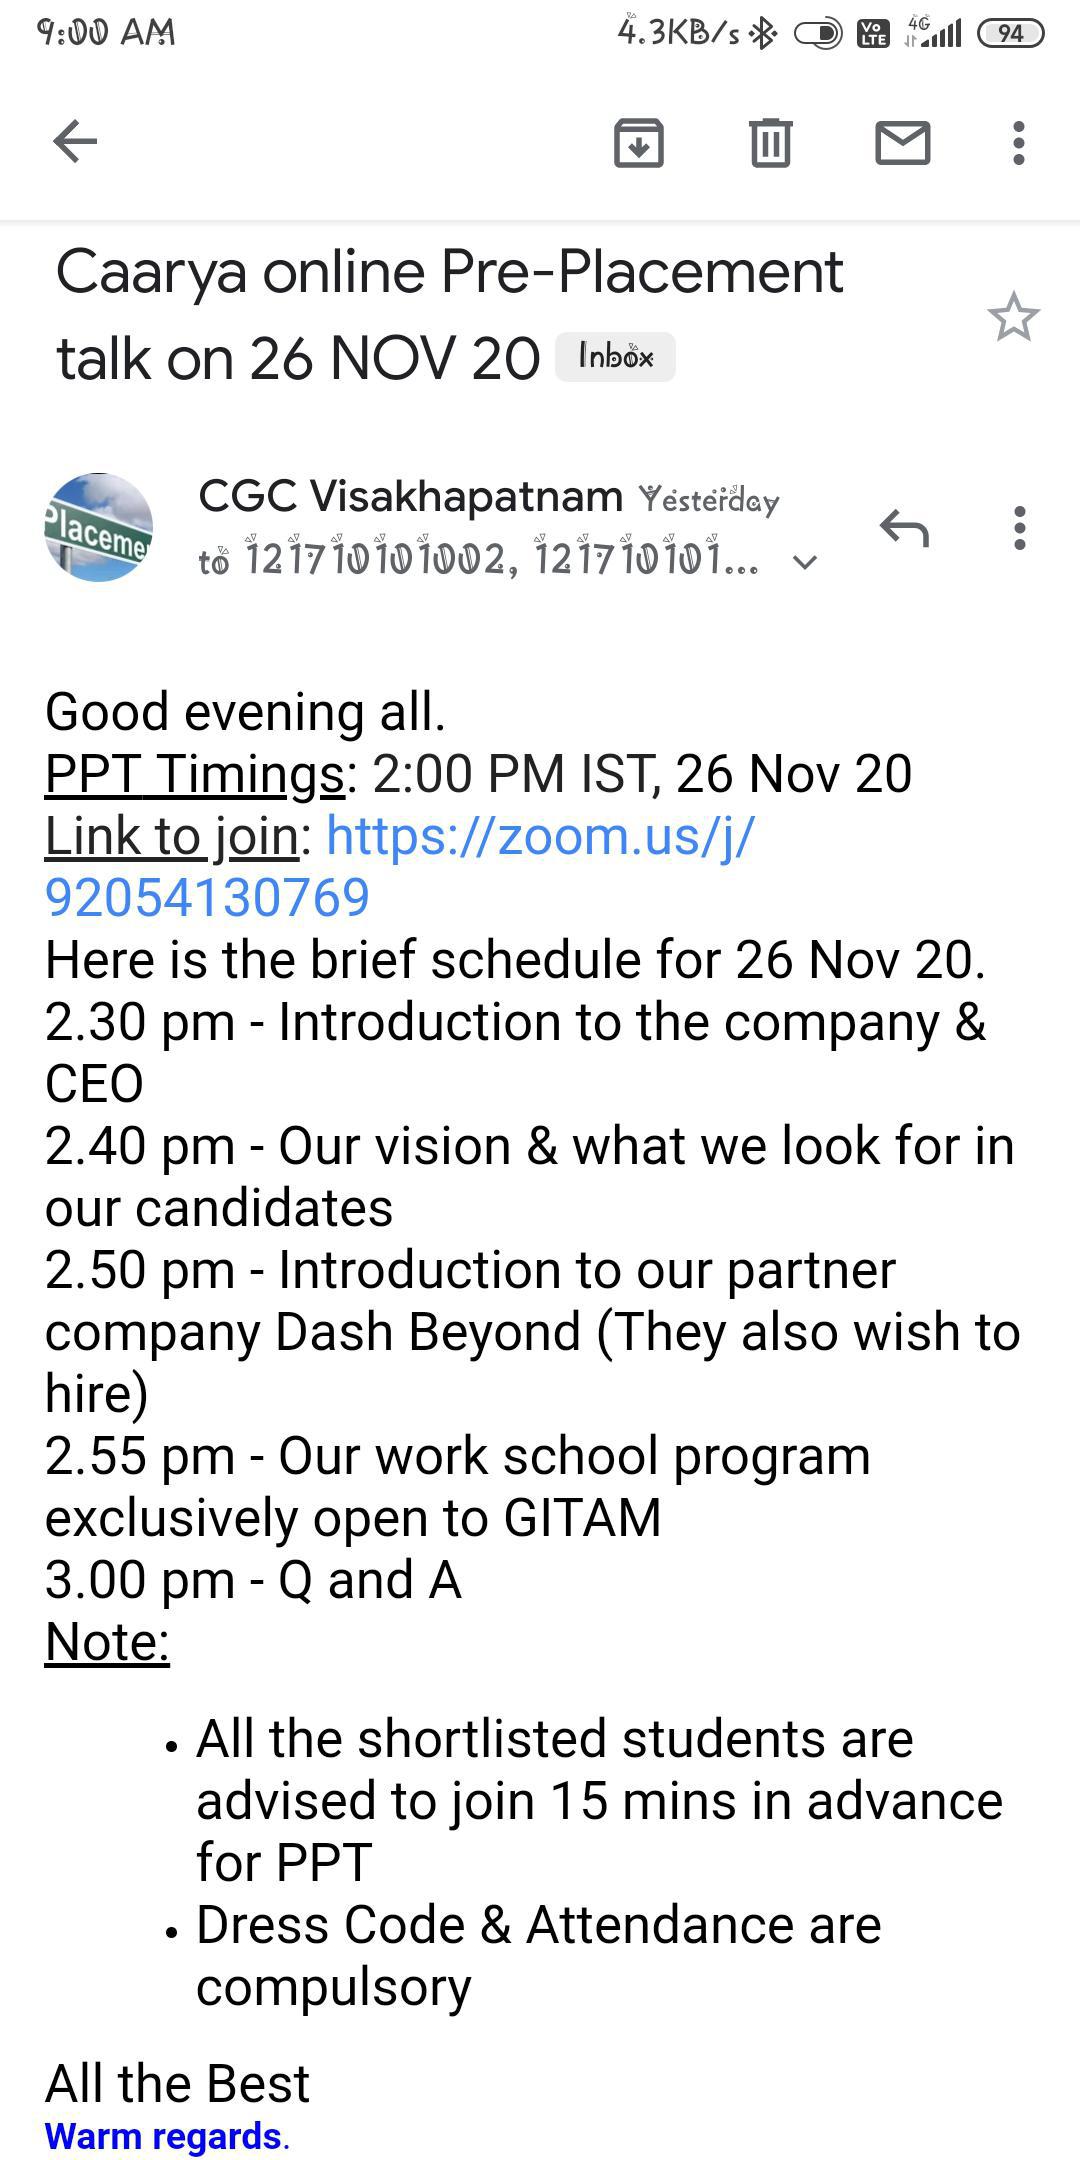 9:00 AM 4.3KB/s Vo LTE 4G 94
Caarya online Pre-Placement
talk on 26 NOV 20 Inbox
Placeme
CGC Visakhapatnam Yesterday
to 121710101002, 121710101...
Good evening all.
PPT Timings: 2:00 PM IST, 26 Nov 20
Link to join: https://zoom.us/j/
92054130769
Here is the brief schedule for 26 Nov 20.
2.30 pm - Introduction to the company &
CEO
2.40 pm - Our vision & what we look for in
our candidates
2.50 pm - Introduction to our partner
company Dash Beyond (They also wish to
hire)
2.55 pm - Our work school program
exclusively open to GITAM
3.00 pm - Q and A
Note:
• All the shortlisted students are
advised to join 15 mins in advance
for PPT
• Dress Code & Attendance are
compulsory
All the Best
Warm regards.